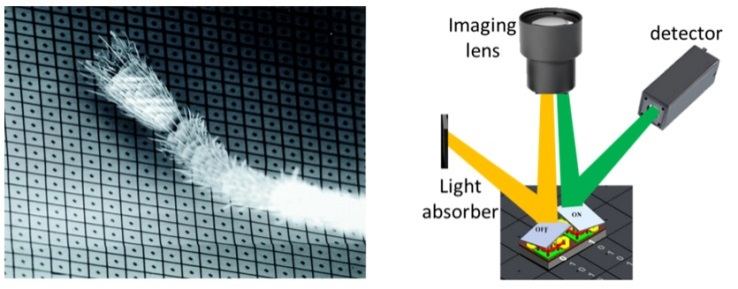 Imaging
lens
detector
Light
absorber
OFF
ON